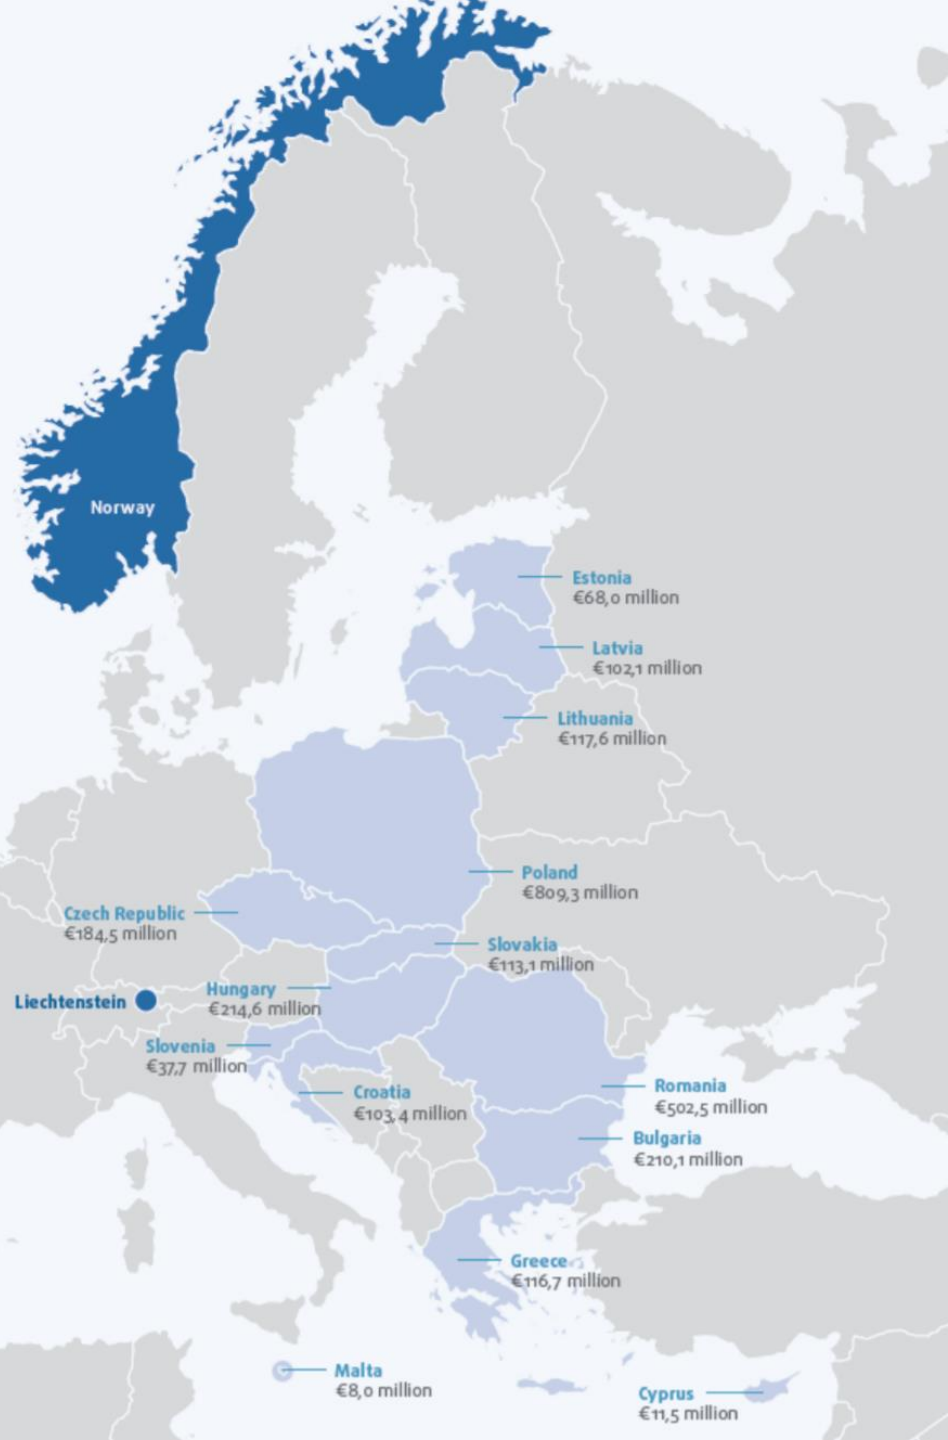 Norway
Estonia
€68,0 million
Latvia
€102,1 million
Lithuania
€117,6 million
Poland
€809,3 million
Czech Republic
€184,5 million
Slovakia
€113,1 million
Hungary
€214,6 million
Liechtenstein
Slovenia
€37,7 million
Croatia
€103,4 million
Romania
€502,5 million
Bulgaria
€210,1 million
Greece
€116,7 million
Malta
€8,0 million
Cyprus
€11,5 million